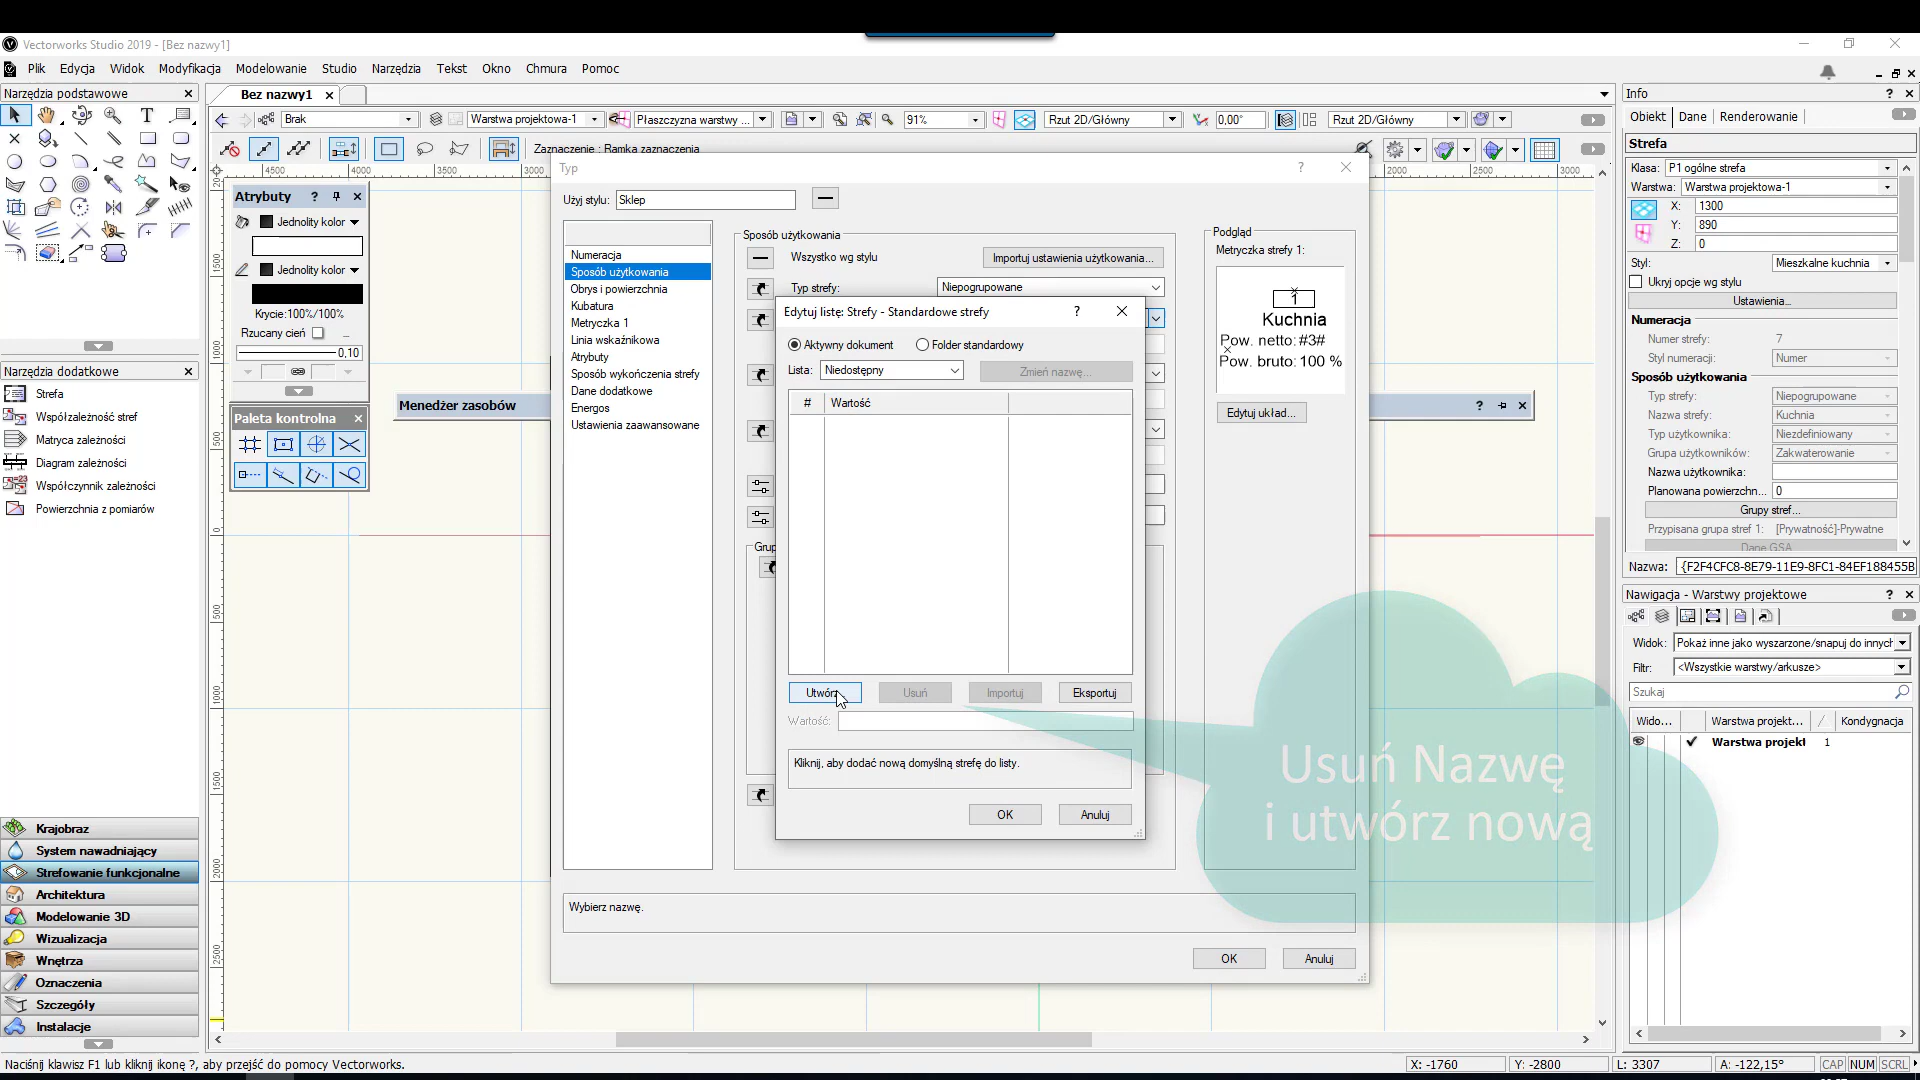 Vectorworks Studio 2019 - [Bez nazwy1]
Plik Edycja Widok Modyfikacja Modelowanie Studio Narzędzia Tekst Okno Chmura Pomoc
Narzędzia podstawowe
Bez nazwy1
Brak
Warstwa projektowa-1
Płaszczyzna warstwy ...
91%
Rzut 2D/Główny
0,00°
Rzut 2D/Główny
Zaznaczenie : Ramka zaznaczenia
4500 4000 3000 2500 3000
Atrybuty
Jednolity kolor
Jednolity kolor
Krycie:100%/100%
Rzucany cień
0,10
Paleta kontrolna
Narzędzia dodatkowe
Strefa
Współzależność stref
Matryca zależności
Diagram zależności
Współczynnik zależności
Powierzchnia z pomiarów
Krajobraz
System nawadniający
Strefowanie funkcjonalne
Architektura
Modelowanie 3D
Wizualizacja
Wnętrza
Oznaczenia
Szczegóły
Instalacje
Menedżer zasobów
Typ
Użyj stylu: Sklep
Numeracja
Sposób użytkowania
Obrys i powierzchnia
Kubatura
Metryczka 1
Linia wskaźnikowa
Atrybuty
Sposób wykończenia strefy
Dane dodatkowe
Energos
Ustawienia zaawansowane
Sposób użytkowania
Wszystko wg stylu
Importuj ustawienia użytkowania...
Typ strefy: Niepogrupowane
Grup
Podgląd
Metryczka strefy 1:
1
Kuchnia
Pow. netto: #3#
Pow. bruto: 100 %
Edytuj układ...
Wybierz nazwę.
OK Anuluj
Edytuj listę: Strefy - Standardowe strefy
Aktywny dokument Folder standardowy
Lista: Niedostępny Zmień nazwę...
# Wartość
Utwórz Usuń Importuj Eksportuj
Wartość:
Kliknij, aby dodać nową domyślną strefę do listy.
OK Anuluj
Usuń Nazwę
i utwórz nową
Info
Obiekt Dane Renderowanie
Strefa
Klasa: P1 ogólne strefa
Warstwa: Warstwa projektowa-1
X: 1300
Y: 890
Z: 0
Styl: Mieszkalne kuchnia
Ukryj opcje wg stylu
Ustawienia...
Numeracja
Numer strefy: 7
Styl numeracji: Numer
Sposób użytkowania
Typ strefy: Niepogrupowane
Nazwa strefy: Kuchnia
Typ użytkownika: Niezdefiniowany
Grupa użytkowników: Zakwaterowanie
Nazwa użytkownika:
Planowana powierzchn... 0
Grupy stref...
Przypisana grupa stref 1: [Prywatność]-Prywatne
Dane GSA
Nazwa: {F2F4CFC8-8E79-11E9-8FC1-84EF188455B
Nawigacja - Warstwy projektowe
Widok: Pokaż inne jako wyszarzone/snapuj do innych
Filtr: <Wszystkie warstwy/arkusze>
Szukaj
Wido... Warstwa projekt... / Kondygnacja
Warstwa projekt 1
Naciśnij klawisz F1 lub kliknij ikonę ?, aby przejść do pomocy Vectorworks.
X: -1760 Y: -2800 L: 3307 A: -122,15° CAP NUM SCRL